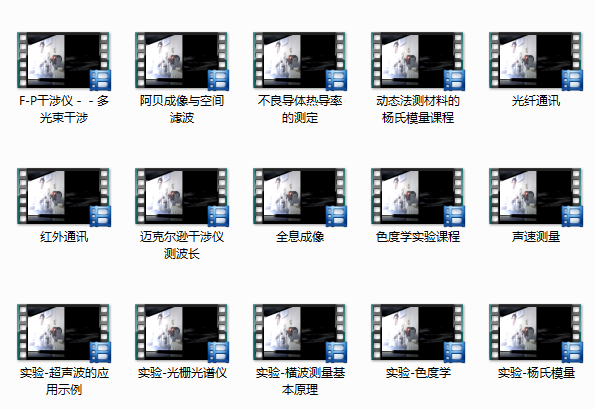 F-P干涉仪－－多
光束干涉
阿贝成像与空间
滤波
不良导体热导率
的测定
动态法测材料的
杨氏模量课程
光纤通讯
红外通讯
迈克尔逊干涉仪
测波长
全息成像
色度学实验课程
声速测量
实验-超声波的应
用示例
实验-光栅光谱仪
实验-横波测量基
本原理
实验-色度学
实验-杨氏模量